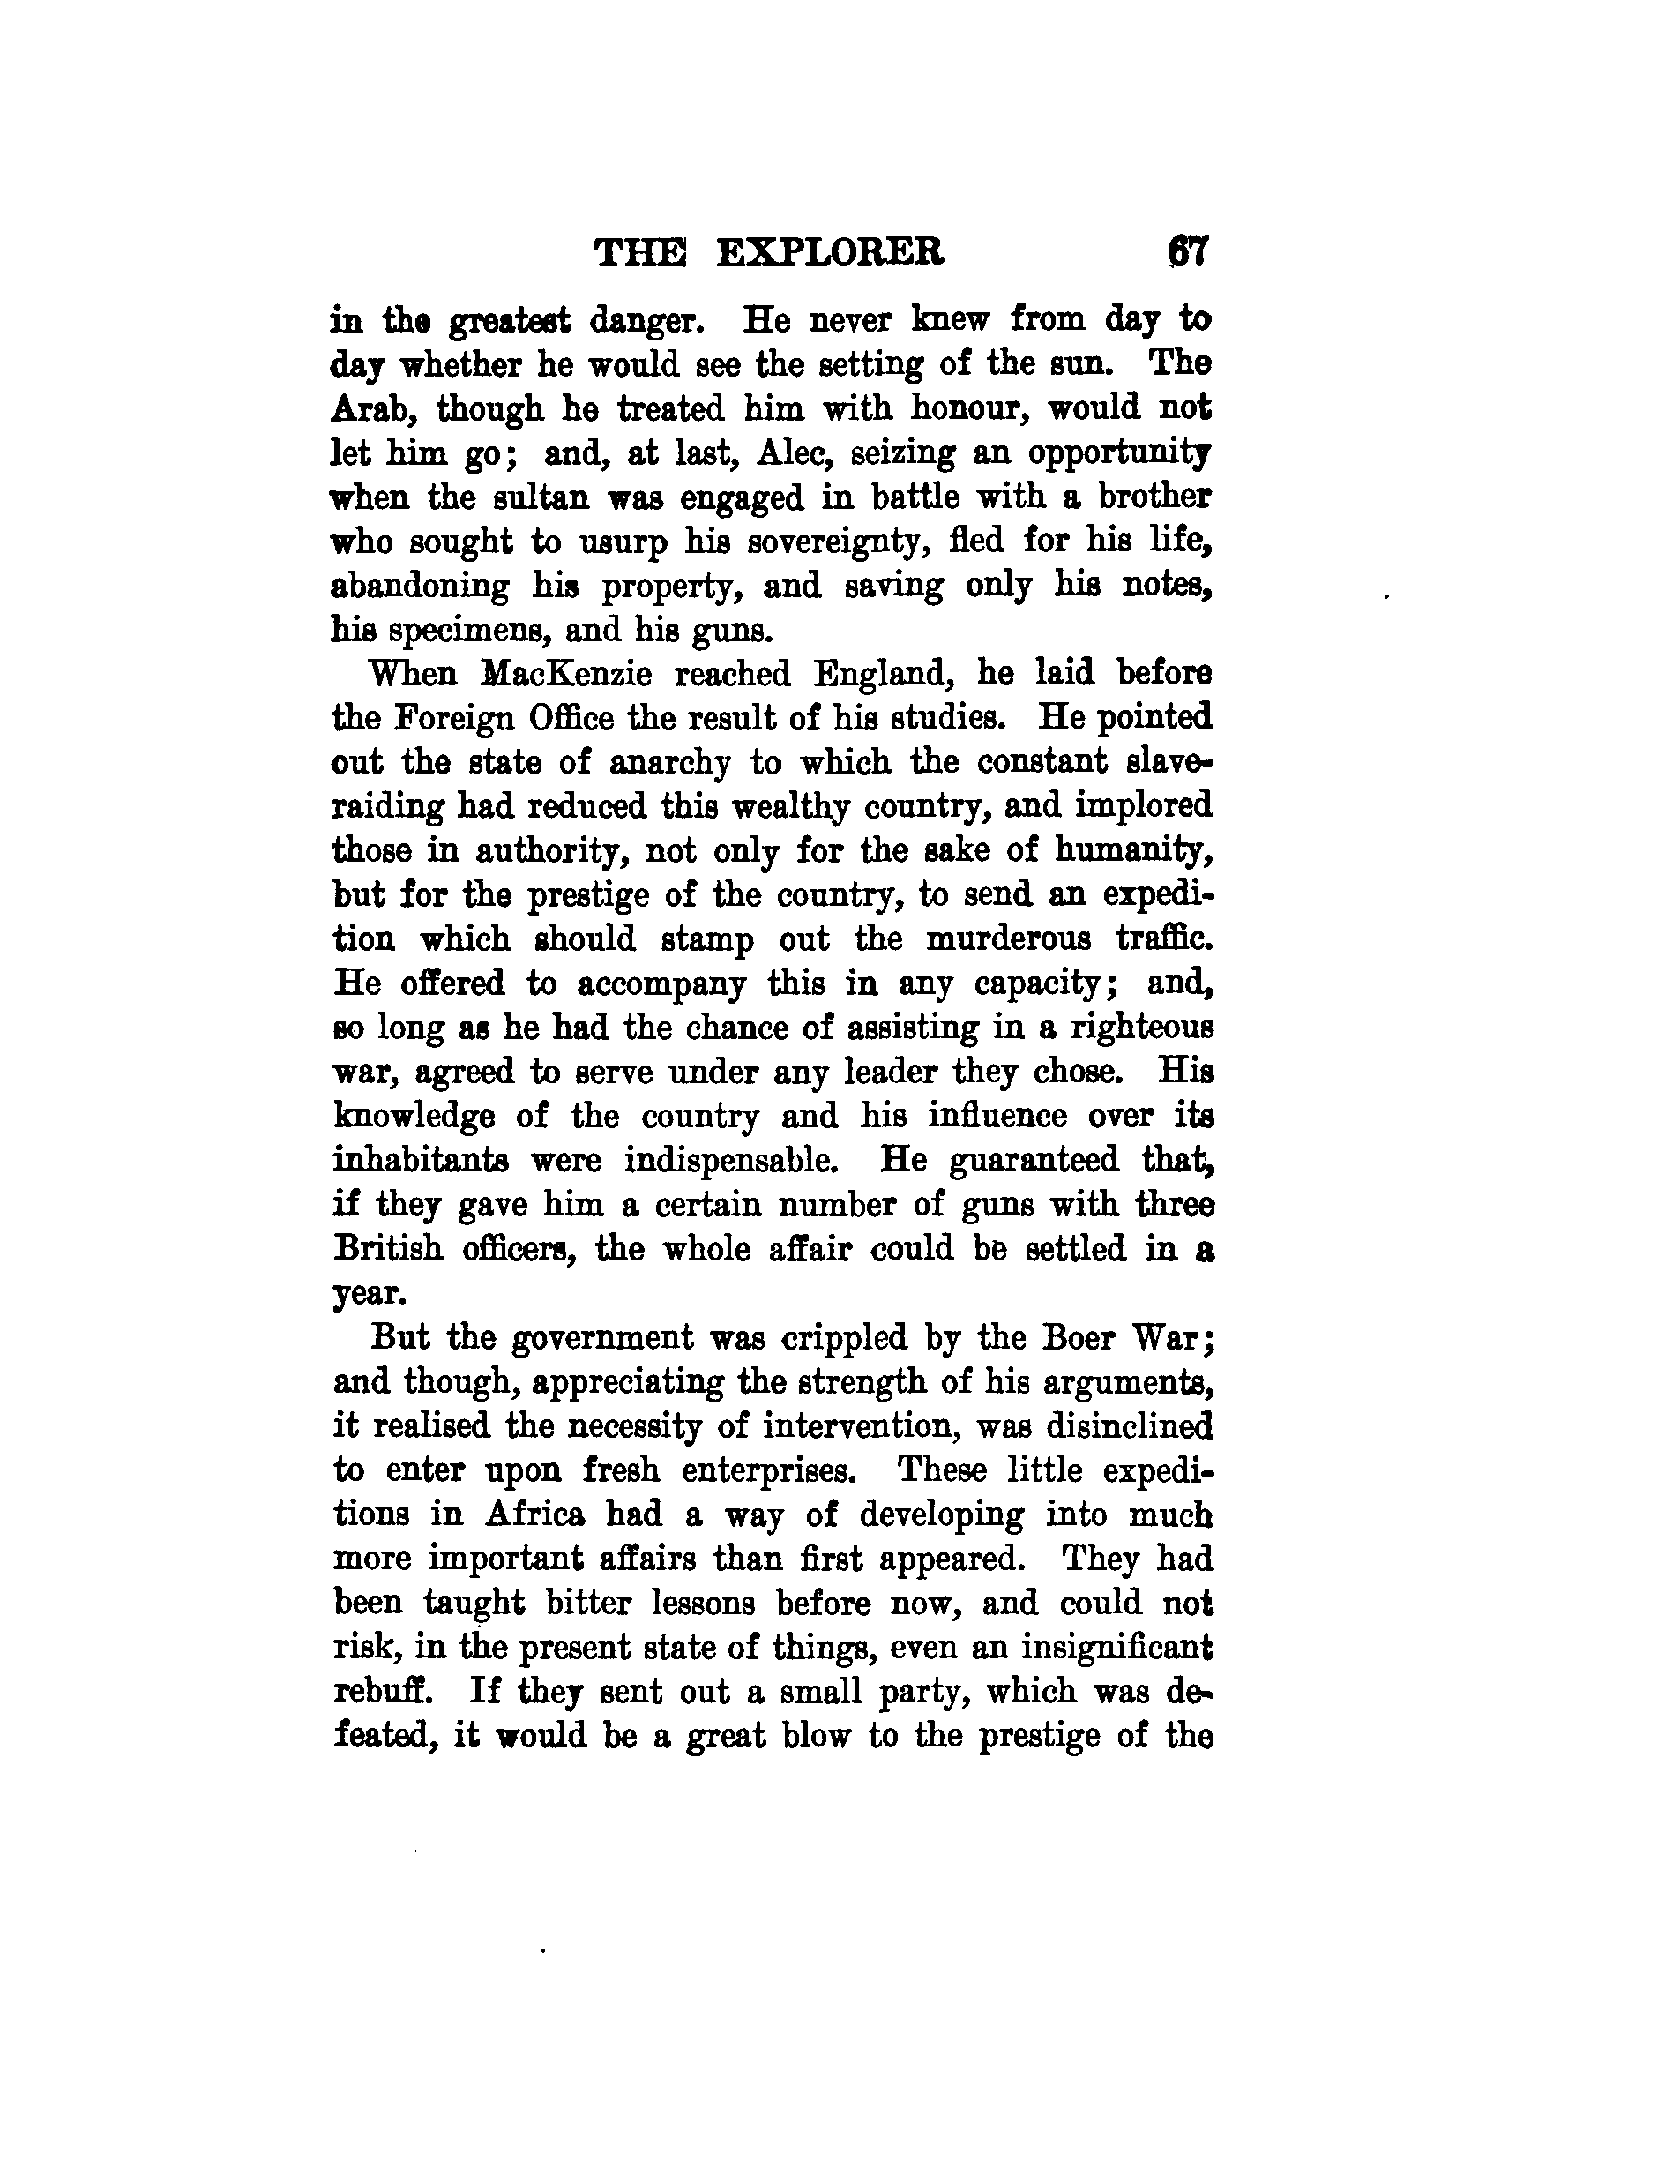 THE EXPLORER 67
in the greatest danger. He never knew from day to
day whether he would see the setting of the sun. The
Arab, though he treated him with honour, would not
let him go; and, at last, Alec, seizing an opportunity
when the sultan was engaged in battle with a brother
who sought to usurp his sovereignty, fled for his life,
abandoning his property, and saving only his notes,
his specimens, and his guns.
When MacKenzie reached England, he laid before
the Foreign Office the result of his studies. He pointed
out the state of anarchy to which the constant slave-
raiding had reduced this wealthy country, and implored
those in authority, not only for the sake of humanity,
but for the prestige of the country, to send an expedi-
tion which should stamp out the murderous traffic.
He offered to accompany this in any capacity; and,
so long as he had the chance of assisting in a righteous
war, agreed to serve under any leader they chose. His
knowledge of the country and his influence over its
inhabitants were indispensable. He guaranteed that,
if they gave him a certain number of guns with three
British officers, the whole affair could be settled in a
year.
But the government was crippled by the Boer War;
and though, appreciating the strength of his arguments,
it realised the necessity of intervention, was disinclined
to enter upon fresh enterprises. These little expedi-
tions in Africa had a way of developing into much
more important affairs than first appeared. They had
been taught bitter lessons before now, and could not
risk, in the present state of things, even an insignificant
rebuff. If they sent out a small party, which was de-
feated, it would be a great blow to the prestige of the